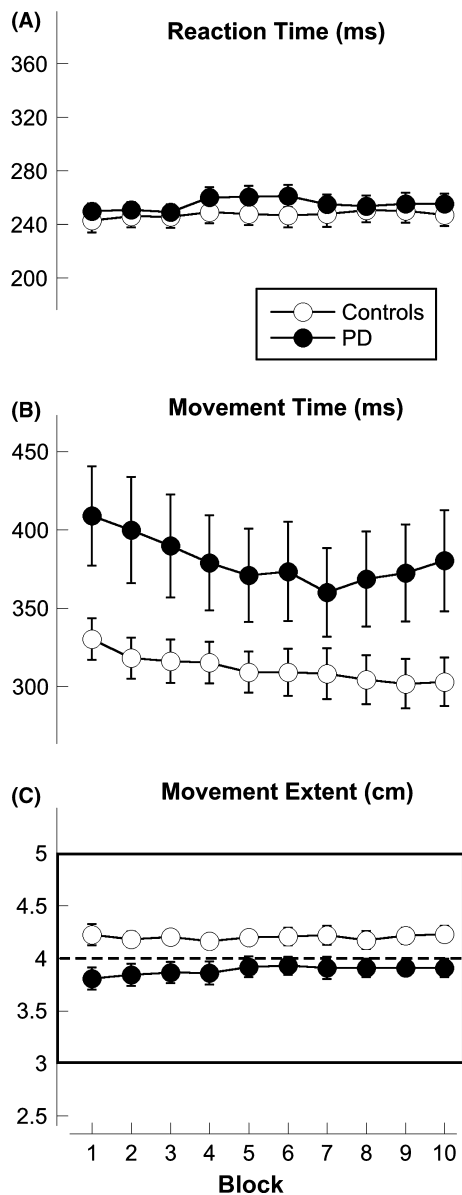 (A)
Reaction Time (ms)
360
320
280
240
200
Controls
PD
(B)
Movement Time (ms)
450
400
350
300
(C)
Movement Extent (cm)
5
4.5
4
3.5
3
2.5
1 2 3 4 5 6 7 8 9 10
Block